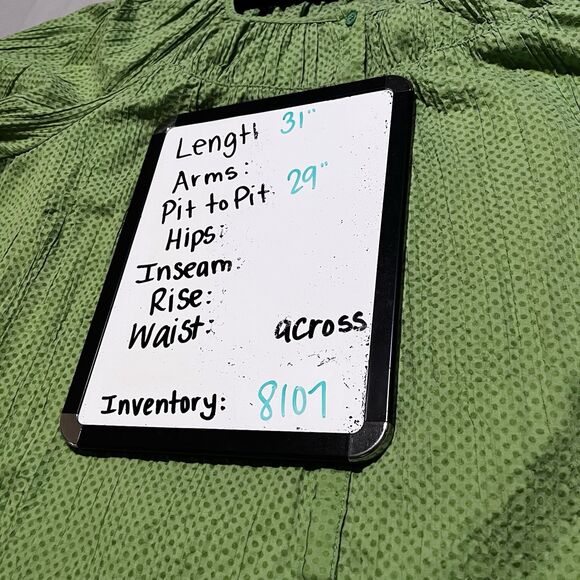 Length 31"
Arms:
Pit to Pit 29"
Hips:
Inseam
Rise:
Waist: across
Inventory: 8107